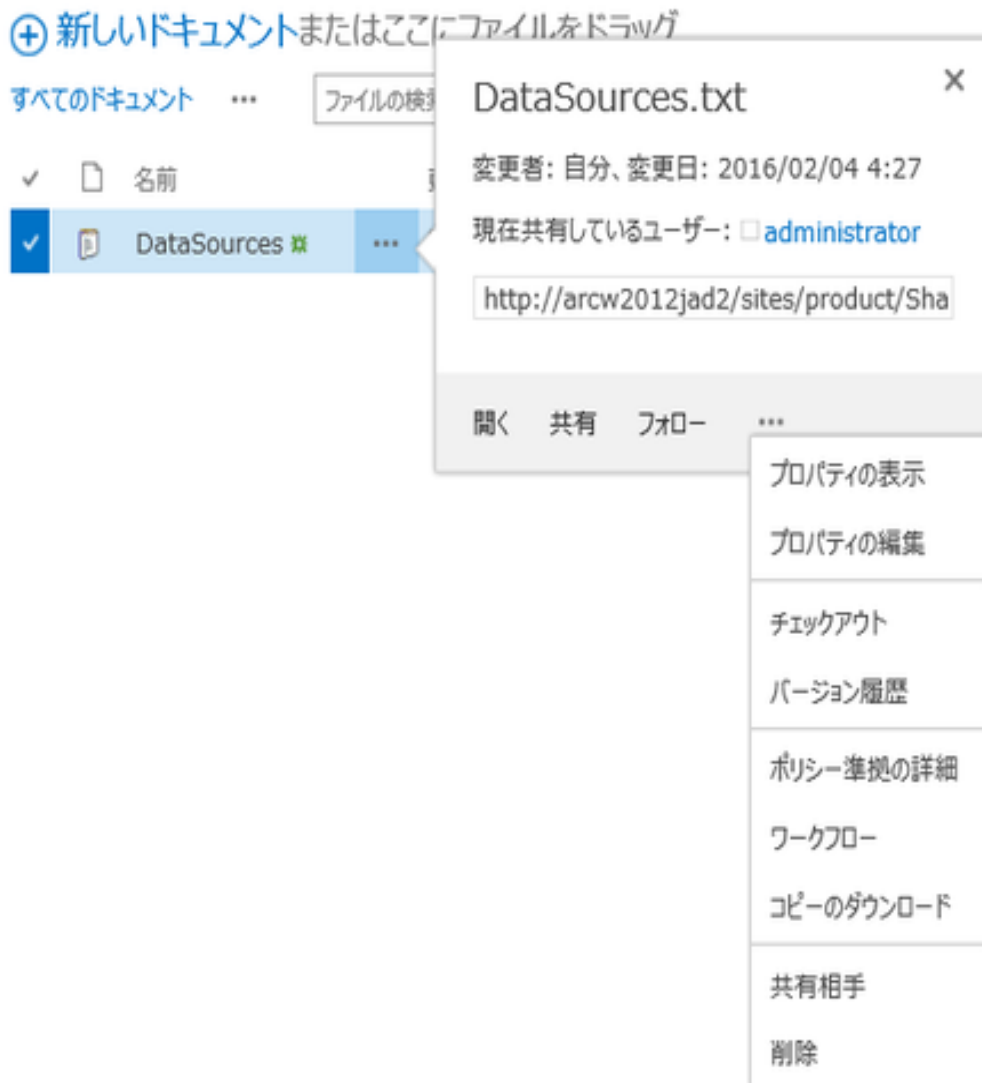 新しいドキュメントまたはここにファイルをドラッグ
すべてのドキュメント ... ファイルの検索
DataSources.txt
変更者: 自分、変更日: 2016/02/04 4:27
名前
現在共有しているユーザー: administrator
DataSources ...
http://arcw2012jad2/sites/product/Sha
開く 共有 フォロー ...
プロパティの表示
プロパティの編集
チェックアウト
バージョン履歴
ポリシー準拠の詳細
ワークフロー
コピーのダウンロード
共有相手
削除